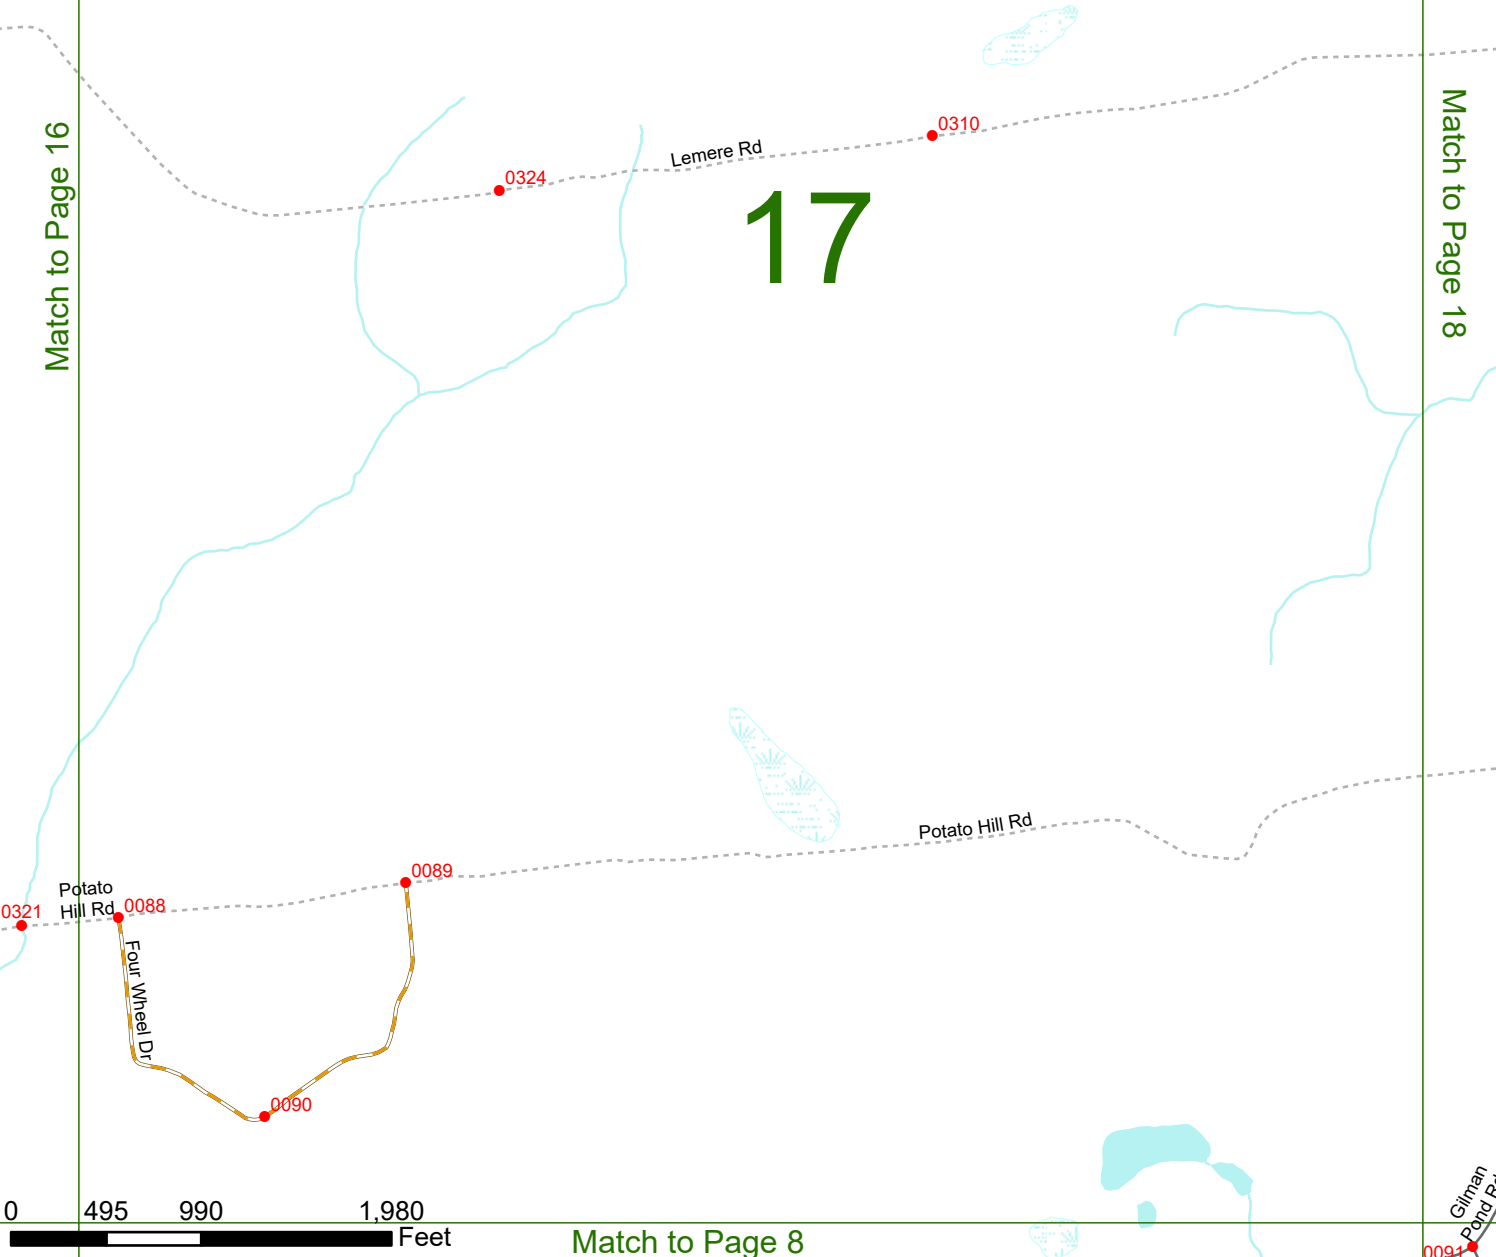 0310
Lemere Rd
0324
17
Match to Page 16
Match to Page 18
Potato Hill Rd
0089
Potato
Hill Rd
0321
0088
Four Wheel Dr
0090
Gilman
Pond Rd
0 495 990 1,980
Feet
Match to Page 8
0091